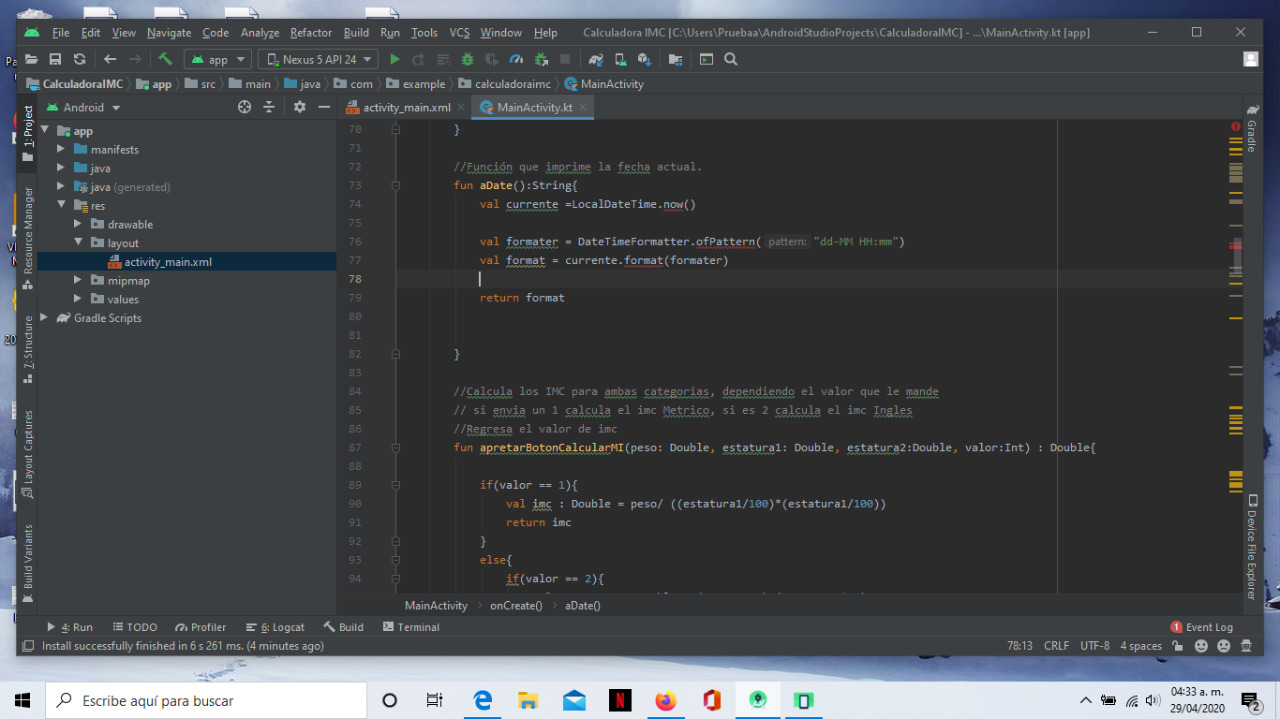 File Edit View Navigate Code Analyze Refactor Build Run Tools VCS Window Help Calculadora IMC [C:\Users\Pruebaa\AndroidStudioProjects\CalculadoraIMC] - ...\MainActivity.kt [app]
app Nexus 5 API 24
CalculadoraIMC app src main java com example calculadoraimc MainActivity
Android
activity_main.xml MainActivity.kt
app
manifests
java
java (generated)
res
drawable
layout
activity_main.xml
mipmap
values
Gradle Scripts
1: Project
Resource Manager
7: Structure
Layout Captures
Build Variants
70 }
71
72 //Función que imprime la fecha actual.
73 fun aDate():String{
74 val currente =LocalDateTime.now()
75
76 val formater = DateTimeFormatter.ofPattern( pattern: "dd-MM HH:mm")
77 val format = currente.format(formater)
78
79 return format
80
81
82 }
83
84 //Calcula los IMC para ambas categorias, dependiendo el valor que le mande
85 // si envia un 1 calcula el imc Metrico, si es 2 calcula el imc Ingles
86 //Regresa el valor de imc
87 fun apretarBotonCalcularMI(peso: Double, estatura1: Double, estatura2:Double, valor:Int) : Double{
88
89 if(valor == 1){
90 val imc : Double = peso/ ((estatura1/100)*(estatura1/100))
91 return imc
92 }
93 else{
94 if(valor == 2){
Gradle
Device File Explorer
MainActivity onCreate() aDate()
4: Run TODO Profiler 6: Logcat Build Terminal 1 Event Log
Install successfully finished in 6 s 261 ms. (4 minutes ago) 78:13 CRLF UTF-8 4 spaces
Escribe aquí para buscar
04:33 a. m.
29/04/2020
2